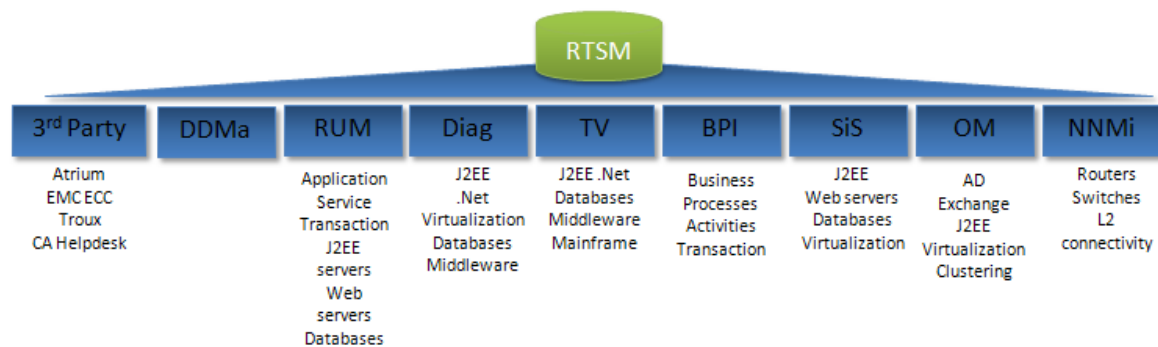 RTSM
3rd Party
DDMa
RUM
Diag
TV
BPI
SiS
OM
NNMi
Atrium
EMC ECC
Troux
CA Helpdesk
Application
Service
Transaction
J2EE
servers
Web
servers
Databases
J2EE
.Net
Virtualization
Databases
Middleware
J2EE .Net
Databases
Middleware
Mainframe
Business
Processes
Activities
Transaction
J2EE
Web servers
Databases
Virtualization
AD
Exchange
J2EE
Virtualization
Clustering
Routers
Switches
L2
connectivity